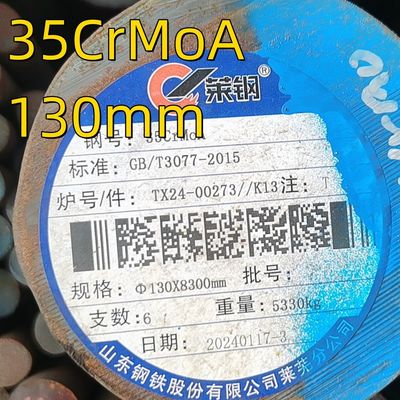 35CrMoA
130mm
莱钢®
钢号: 35CrMo
标准: GB/T3077-2015
炉号/件: TX24-00273//K13注: T
规格: Φ130X8300mm 批号:
支数: 6 重量: 5330kg
日期: 20240117-3
山东钢铁股份有限公司莱芜分公司